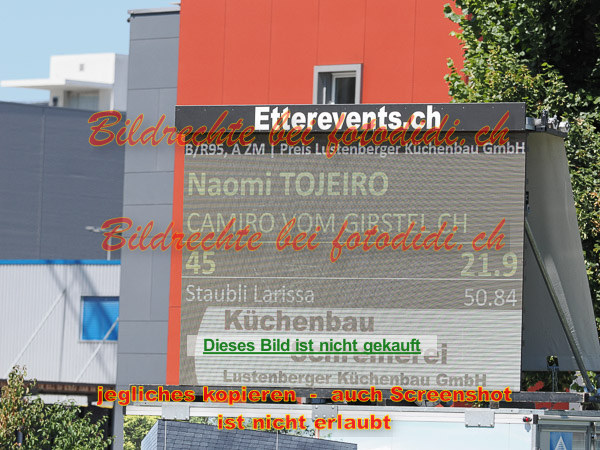 Etterevents.ch
Bildrechte bei fotodidi.ch
B/R95, A ZM | Preis Lustenberger Küchenbau GmbH
Naomi TOJEIRO
CAMIRO VOM GIRSTEL CH
Bildrechte bei fotodidi.ch
45 21.9
Staubli Larissa 50.84
Küchenbau
Dieses Bild ist nicht gekauft
Schreinerei
Lustenberger Küchenbau GmbH
jegliches kopieren - auch Screenshot
ist nicht erlaubt